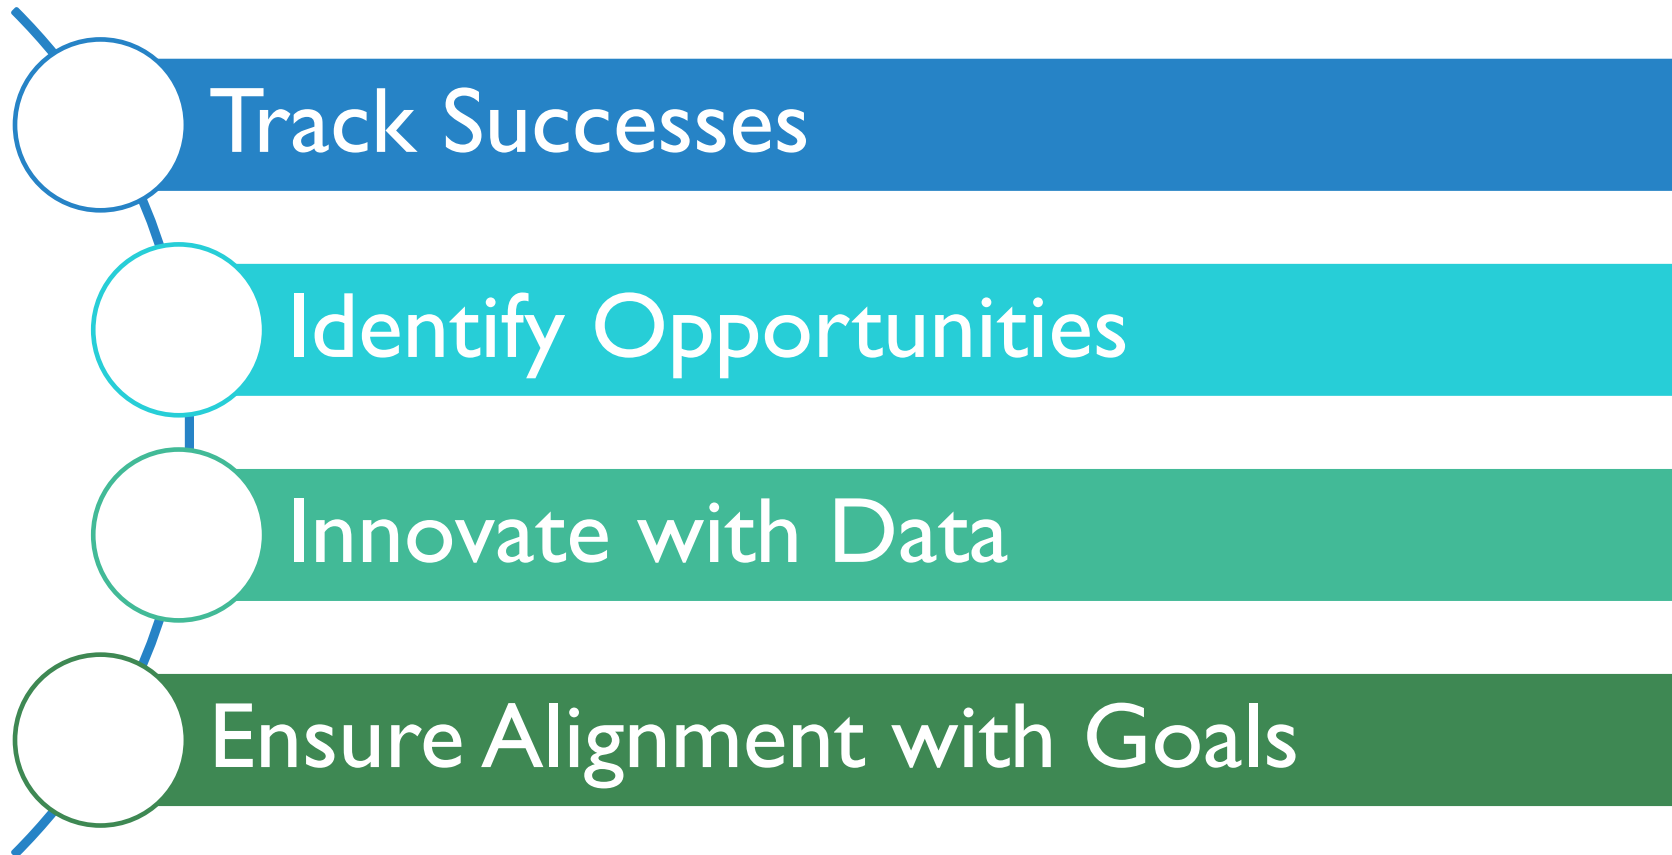 Track Successes
Identify Opportunities
Innovate with Data
Ensure Alignment with Goals